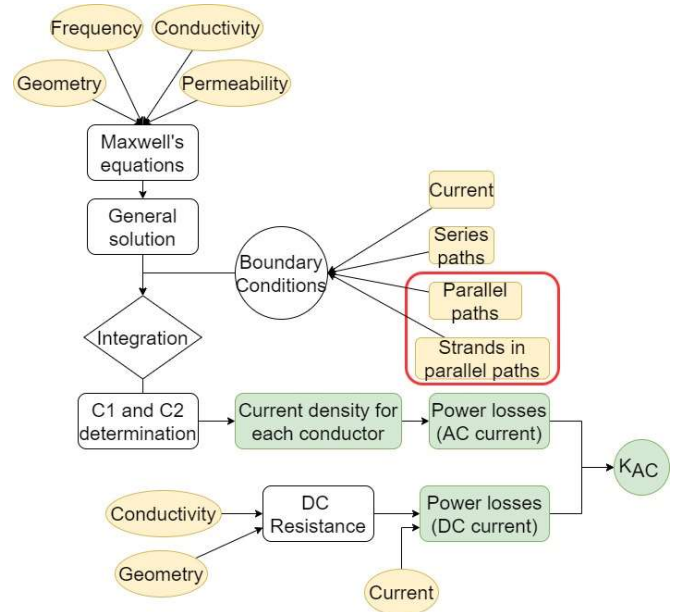 Frequency
Conductivity
Geometry
Permeability
Maxwell's
equations
General
solution
Boundary
Conditions
Current
Series
paths
Parallel
paths
Strands in
parallel paths
Integration
C1 and C2
determination
Current density for
each conductor
Power losses
(AC current)
KAC
Conductivity
Geometry
DC
Resistance
Power losses
(DC current)
Current